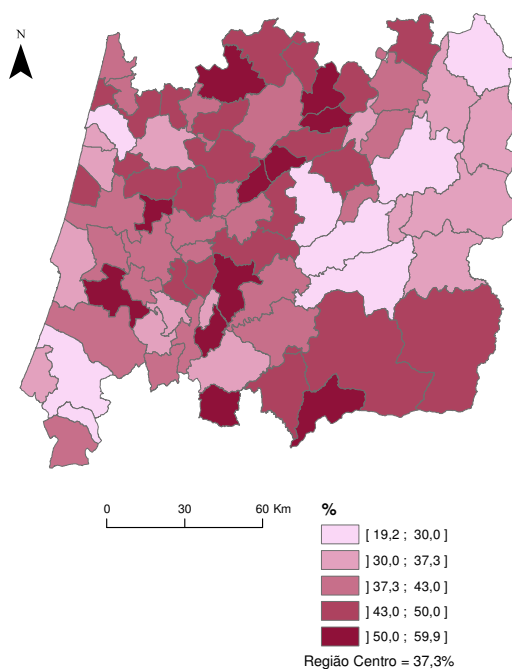 N
0 30 60 Km
%
[ 19,2 ; 30,0 ]
] 30,0 ; 37,3 ]
] 37,3 ; 43,0 ]
] 43,0 ; 50,0 ]
] 50,0 ; 59,9 ]
Região Centro = 37,3%